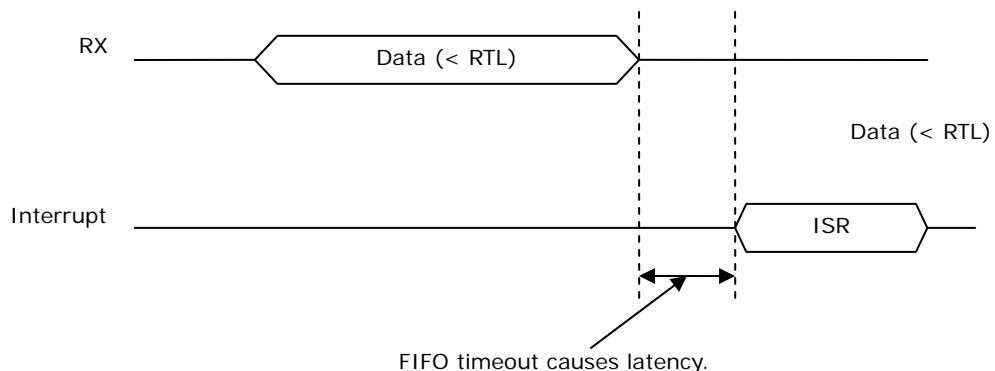 RX
Data (< RTL)
Data (< RTL)
Interrupt
ISR
FIFO timeout causes latency.